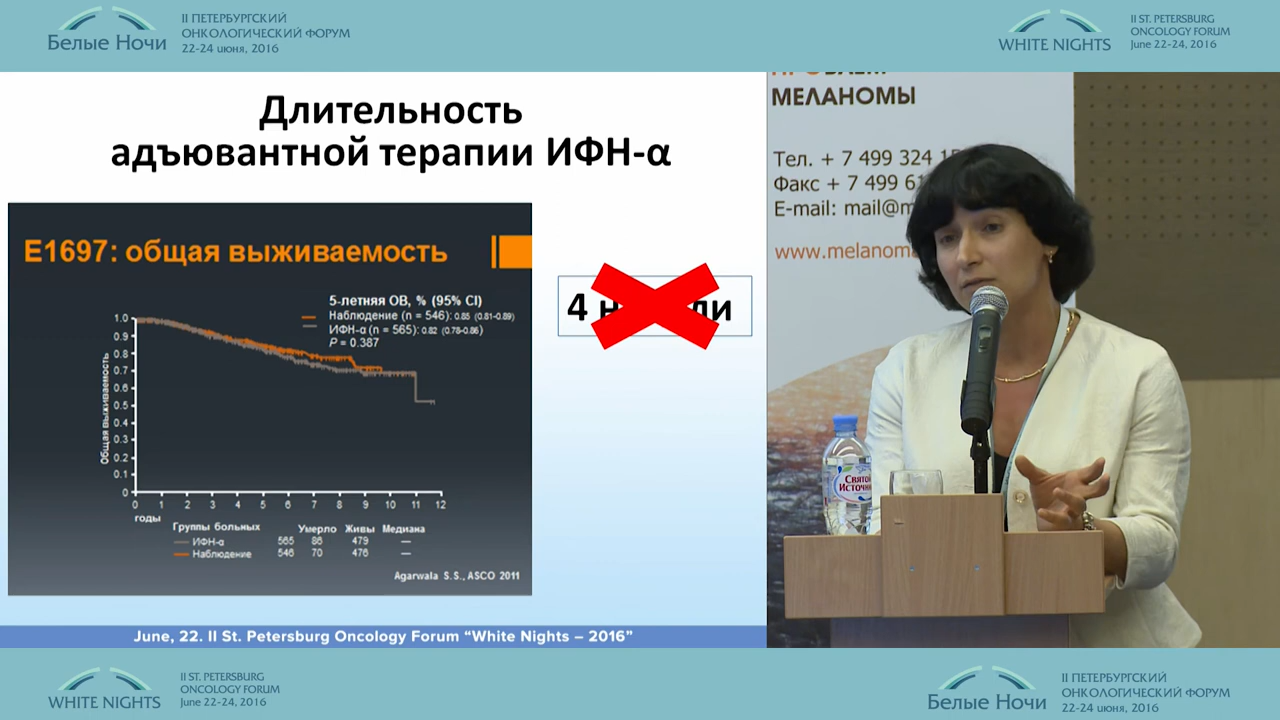 Белые Ночи
II ПЕТЕРБУРГСКИЙ
ОНКОЛОГИЧЕСКИЙ ФОРУМ
22-24 июня, 2016
WHITE NIGHTS
II ST. PETERSBURG
ONCOLOGY FORUM
June 22-24, 2016
Длительность
адъювантной терапии ИФН-α
E1697: общая выживаемость
5-летняя ОВ, % (95% CI)
Наблюдение (n = 546): 0.85 (0.81-0.89)
ИФН-α (n = 565): 0.82 (0.78-0.86)
P = 0.387
Общая выживаемость
1.0
0.9
0.8
0.7
0.6
0.5
0.4
0.3
0.2
0.1
0
0 1 2 3 4 5 6 7 8 9 10 11 12
годы
Группы больных Умерло Живы Медиана
ИФН-α 565 86 479 —
Наблюдение 546 70 476 —
Agarwala S.S., ASCO 2011
4
June, 22. II St. Petersburg Oncology Forum “White Nights – 2016”
МЕЛАНОМЫ
Тел. + 7 499 324
Факс + 7 499
E-mail: mail@
www.melanoma
Святой
Источник
WHITE NIGHTS
II ST. PETERSBURG
ONCOLOGY FORUM
June 22-24, 2016
Белые Ночи
II ПЕТЕРБУРГСКИЙ
ОНКОЛОГИЧЕСКИЙ ФОРУМ
22-24 июня, 2016